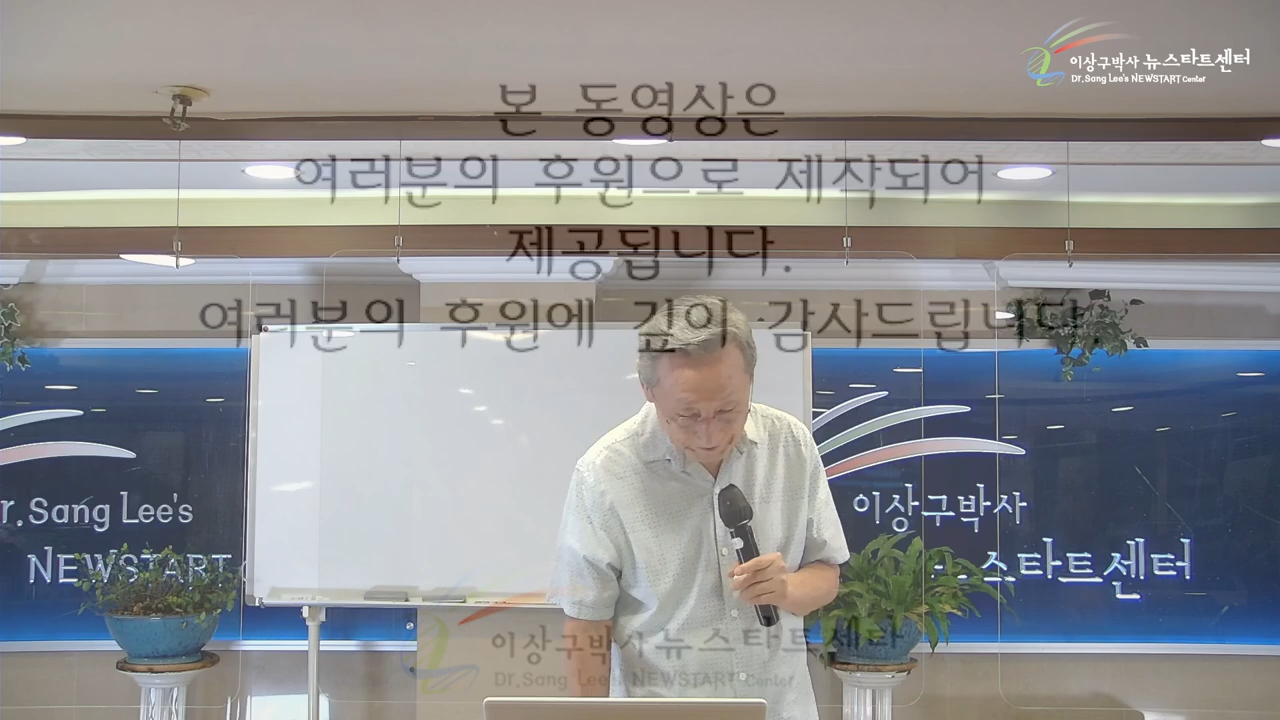 이상구박사 뉴스타트센터
Dr.Sang Lee's NEWSTART Center
본 동영상은
여러분의 후원으로 제작되어
제공됩니다.
여러분의 후원에 깊이 감사드립니다.
r.Sang Lee's
NEWSTART
이상구박사
스타트센터
이상구박사 뉴스타트센타
Dr.Sang Lee's NEWSTART Center